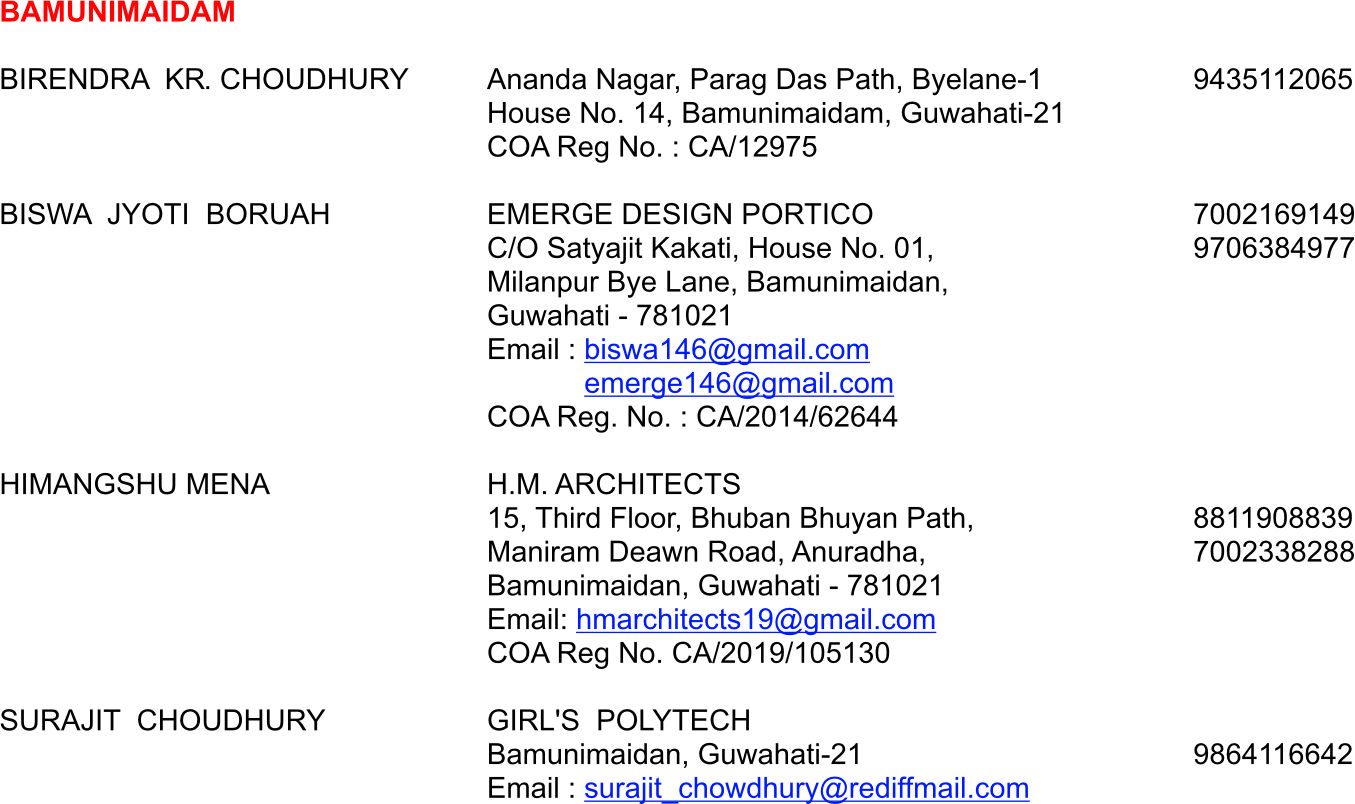 BAMUNIMAIDAM
BIRENDRA KR. CHOUDHURY Ananda Nagar, Parag Das Path, Byelane-1 9435112065
House No. 14, Bamunimaidam, Guwahati-21
COA Reg No. : CA/12975
BISWA JYOTI BORUAH EMERGE DESIGN PORTICO 7002169149
C/O Satyajit Kakati, House No. 01, 9706384977
Milanpur Bye Lane, Bamunimaidan,
Guwahati - 781021
Email : biswa146@gmail.com
emerge146@gmail.com
COA Reg. No. : CA/2014/62644
HIMANGSHU MENA H.M. ARCHITECTS
15, Third Floor, Bhuban Bhuyan Path, 8811908839
Maniram Deawn Road, Anuradha, 7002338288
Bamunimaidan, Guwahati - 781021
Email: hmarchitects19@gmail.com
COA Reg No. CA/2019/105130
SURAJIT CHOUDHURY GIRL'S POLYTECH
Bamunimaidan, Guwahati-21 9864116642
Email : surajit_chowdhury@rediffmail.com